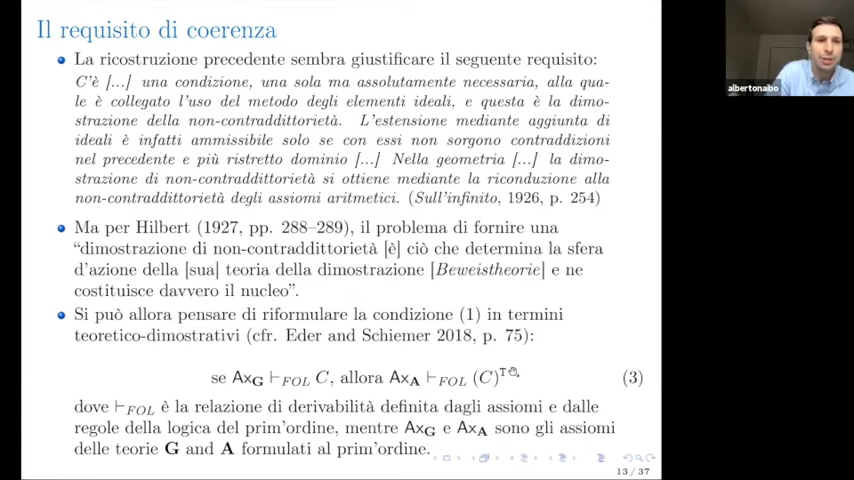 Il requisito di coerenza
La ricostruzione precedente sembra giustificare il seguente requisito:
C'è [...] una condizione, una sola ma assolutamente necessaria, alla qua-
le è collegato l'uso del metodo degli elementi ideali, e questa è la dimo-
strazione della non-contraddittorietà. L'estensione mediante aggiunta di
ideali è infatti ammissibile solo se con essi non sorgono contraddizioni
nel precedente e più ristretto dominio [...] Nella geometria [...] la dimo-
strazione di non-contraddittorietà si ottiene mediante la riconduzione alla
non-contraddittorietà degli assiomi aritmetici. (Sull'infinito, 1926, p. 254)
Ma per Hilbert (1927, pp. 288–289), il problema di fornire una
“dimostrazione di non-contraddittorietà [è] ciò che determina la sfera
d'azione della [sua] teoria della dimostrazione [Beweistheorie] e ne
costituisce davvero il nucleo”.
Si può allora pensare di riformulare la condizione (1) in termini
teoretico-dimostrativi (cfr. Eder and Schiemer 2018, p. 75):
se Ax_G ⊢_FOL C, allora Ax_A ⊢_FOL (C)^T (3)
dove ⊢_FOL è la relazione di derivabilità definita dagli assiomi e dalle
regole della logica del prim'ordine, mentre Ax_G e Ax_A sono gli assiomi
delle teorie G and A formulati al prim'ordine.
13 / 37
albertonaibo